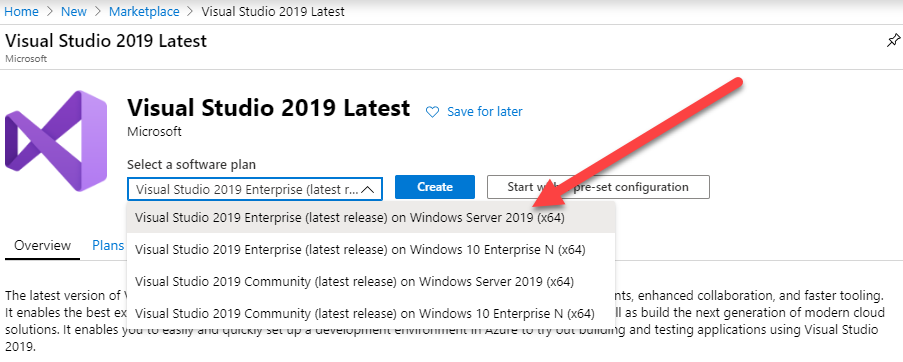 Home > New > Marketplace > Visual Studio 2019 Latest
Visual Studio 2019 Latest
Microsoft
Visual Studio 2019 Latest
Save for later
Microsoft
Select a software plan
Visual Studio 2019 Enterprise (latest r...
Create
Start with pre-set configuration
Visual Studio 2019 Enterprise (latest release) on Windows Server 2019 (x64)
Visual Studio 2019 Enterprise (latest release) on Windows 10 Enterprise N (x64)
Overview
Plans
Visual Studio 2019 Community (latest release) on Windows Server 2019 (x64)
Visual Studio 2019 Community (latest release) on Windows 10 Enterprise N (x64)
The latest version of enhanced collaboration, and faster tooling.
It enables the best as build the next generation of modern cloud
solutions. It enables you to easily and quickly set up a development environment in Azure to try out building and testing applications using Visual Studio
2019.